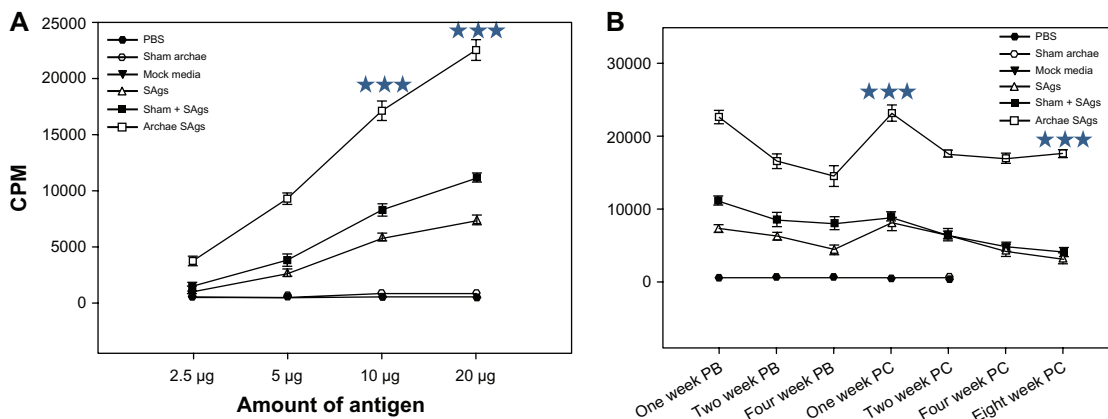 A
25000
20000
15000
10000
5000
0
CPM
PBS
Sham archae
Mock media
SAgs
Sham + SAgs
Archae SAgs
2.5 µg
5 µg
10 µg
20 µg
Amount of antigen
B
30000
20000
10000
0
PBS
Sham archae
Mock media
SAgs
Sham + SAgs
Archae SAgs
One week PB
Two week PB
Four week PB
One week PC
Two week PC
Four week PC
Eight week PC